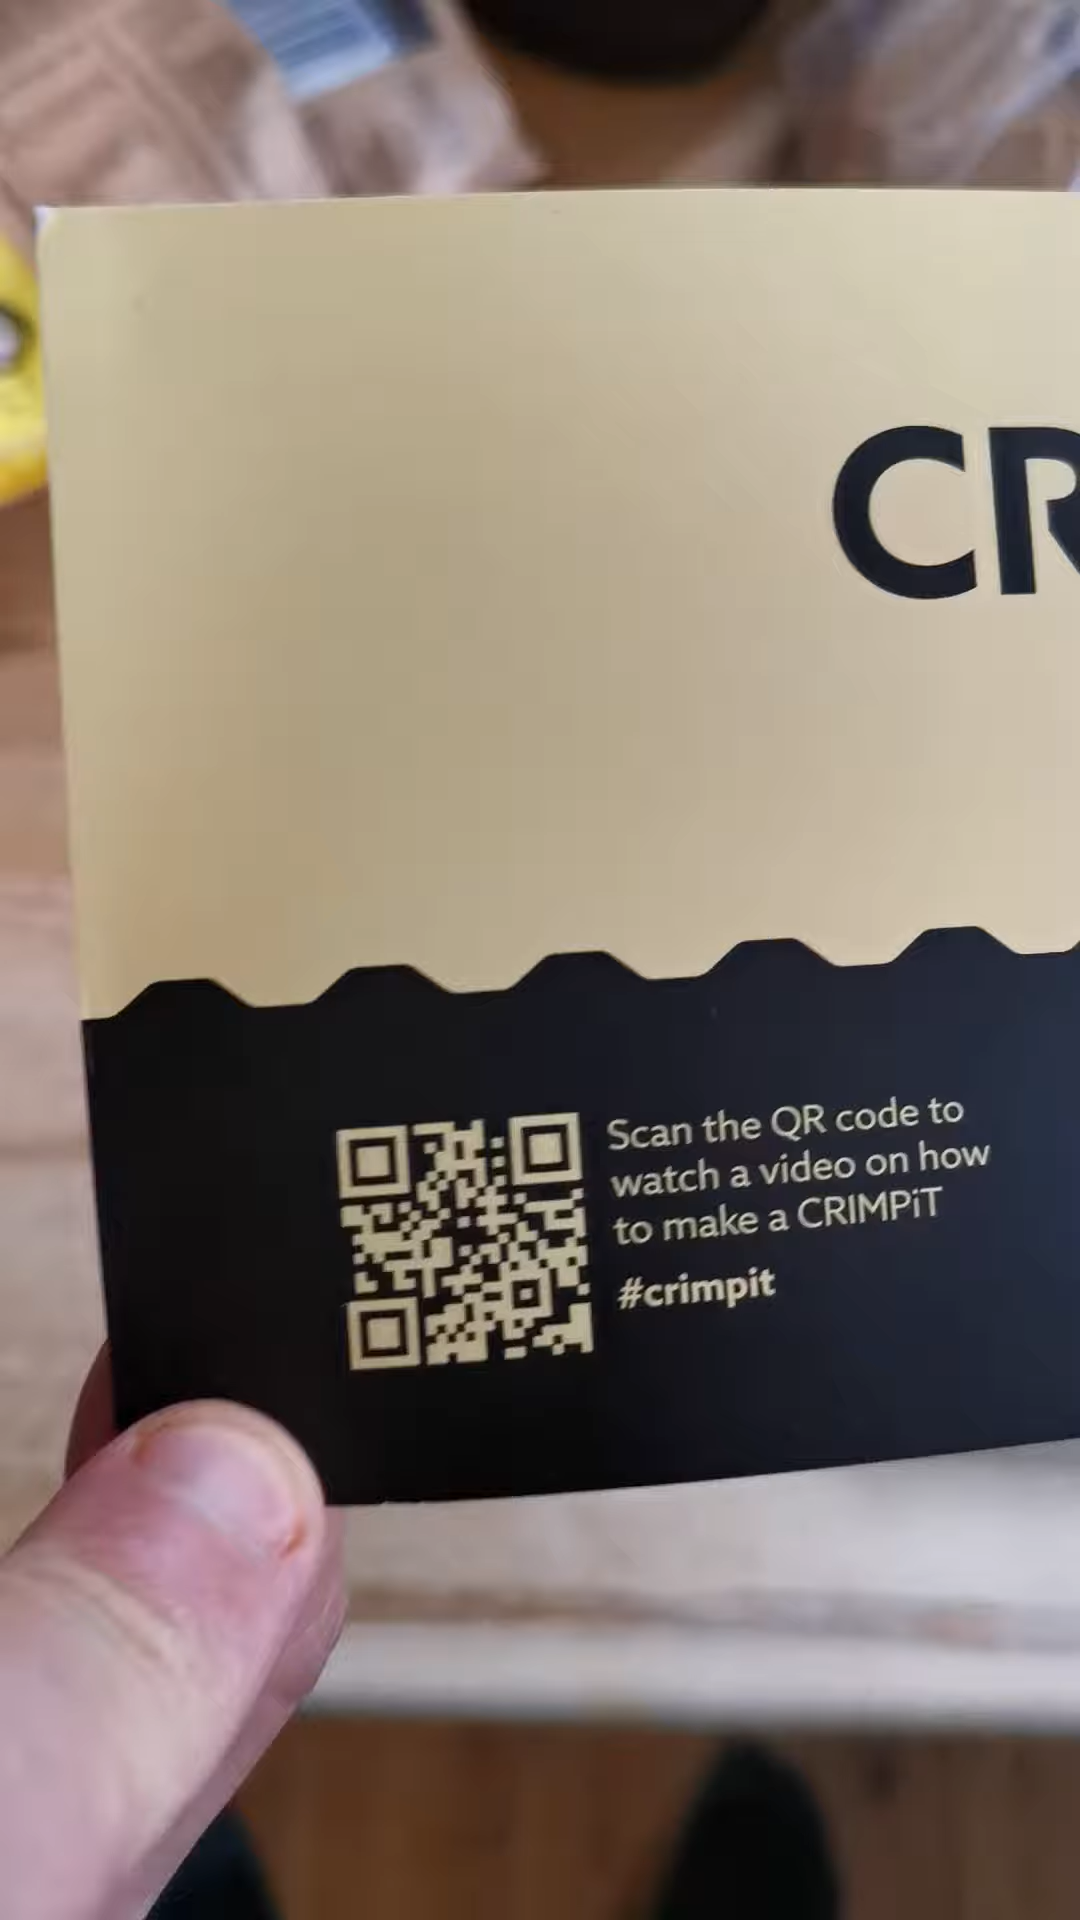 CR
Scan the QR code to
watch a video on how
to make a CRIMPiT
#crimpit